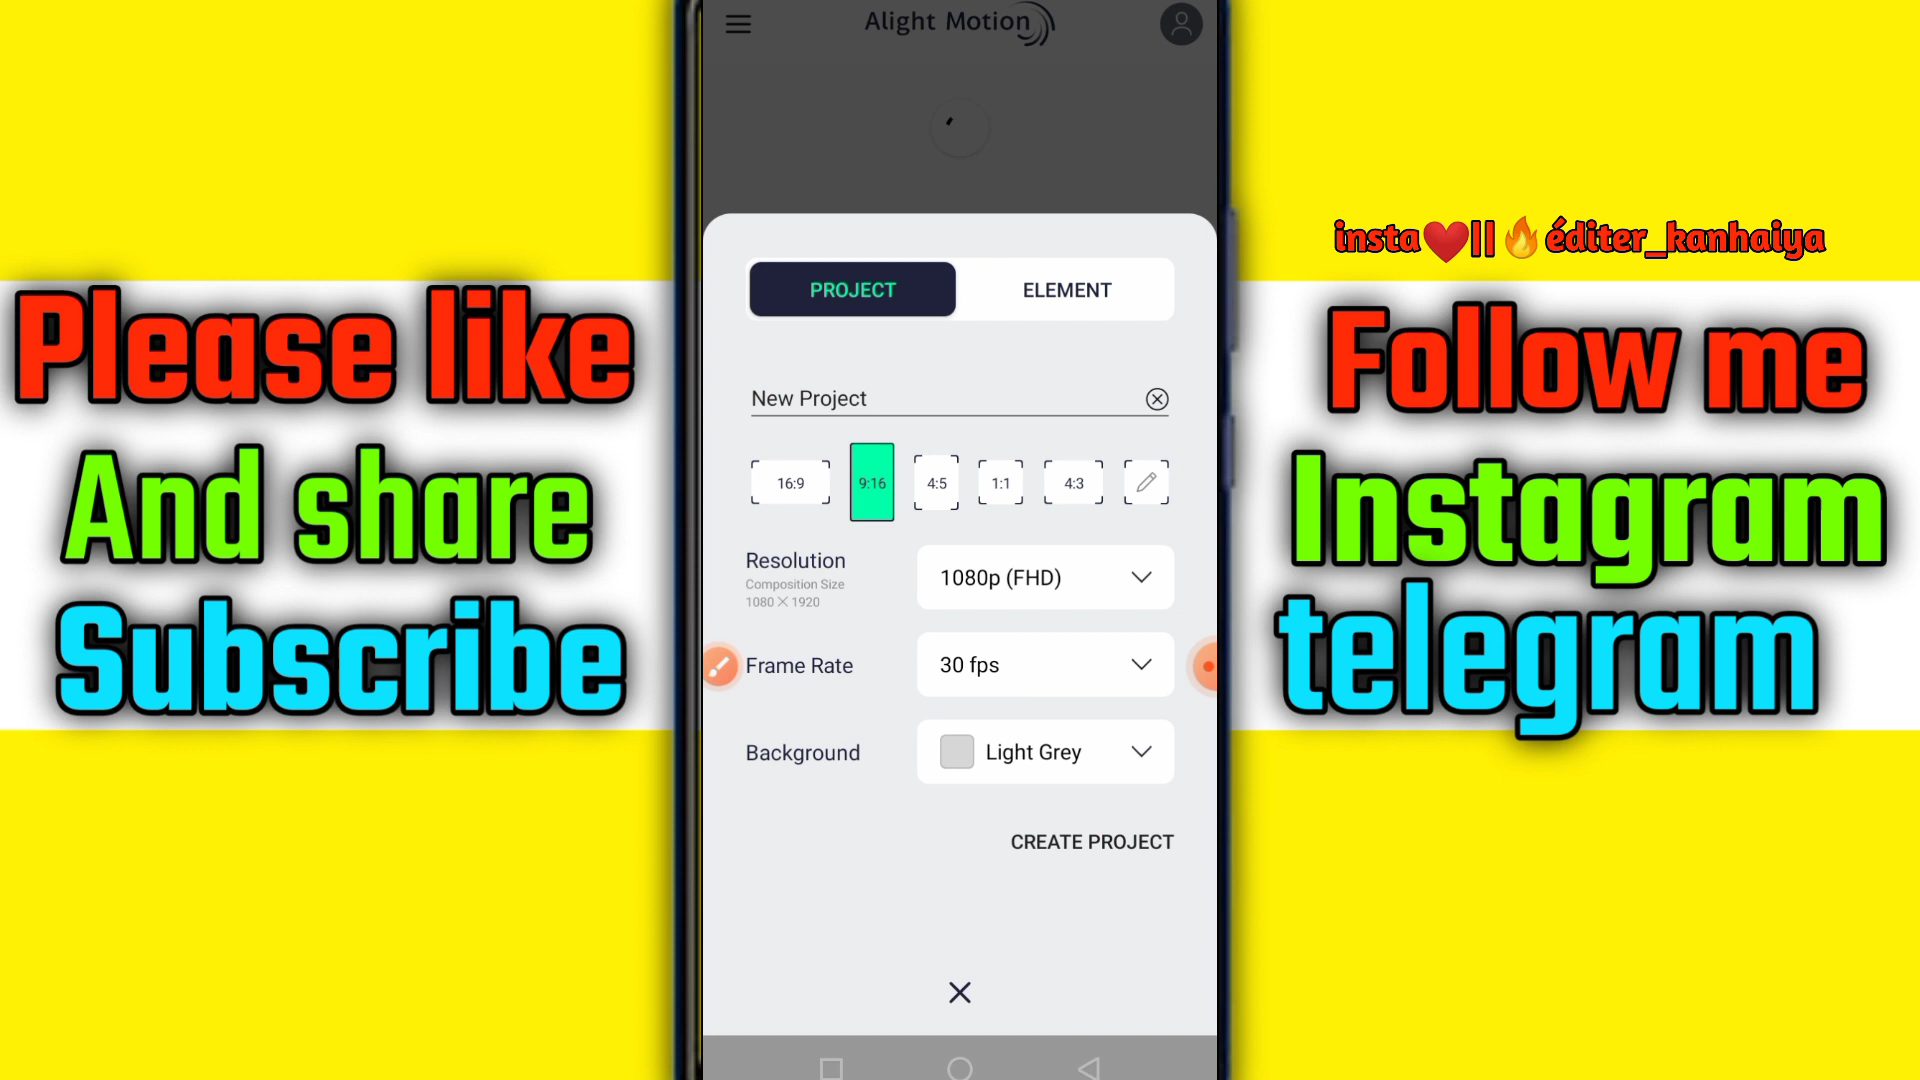 Alight Motion
PROJECT
ELEMENT
New Project
16:9
9:16
4:5
1:1
4:3
Resolution
Composition Size
1080 X 1920
1080p (FHD)
Frame Rate
30 fps
Background
Light Grey
CREATE PROJECT
Please like
And share
Subscribe
insta❤️||🔥éditer_kanhaiya
Follow me
Instagram
telegram